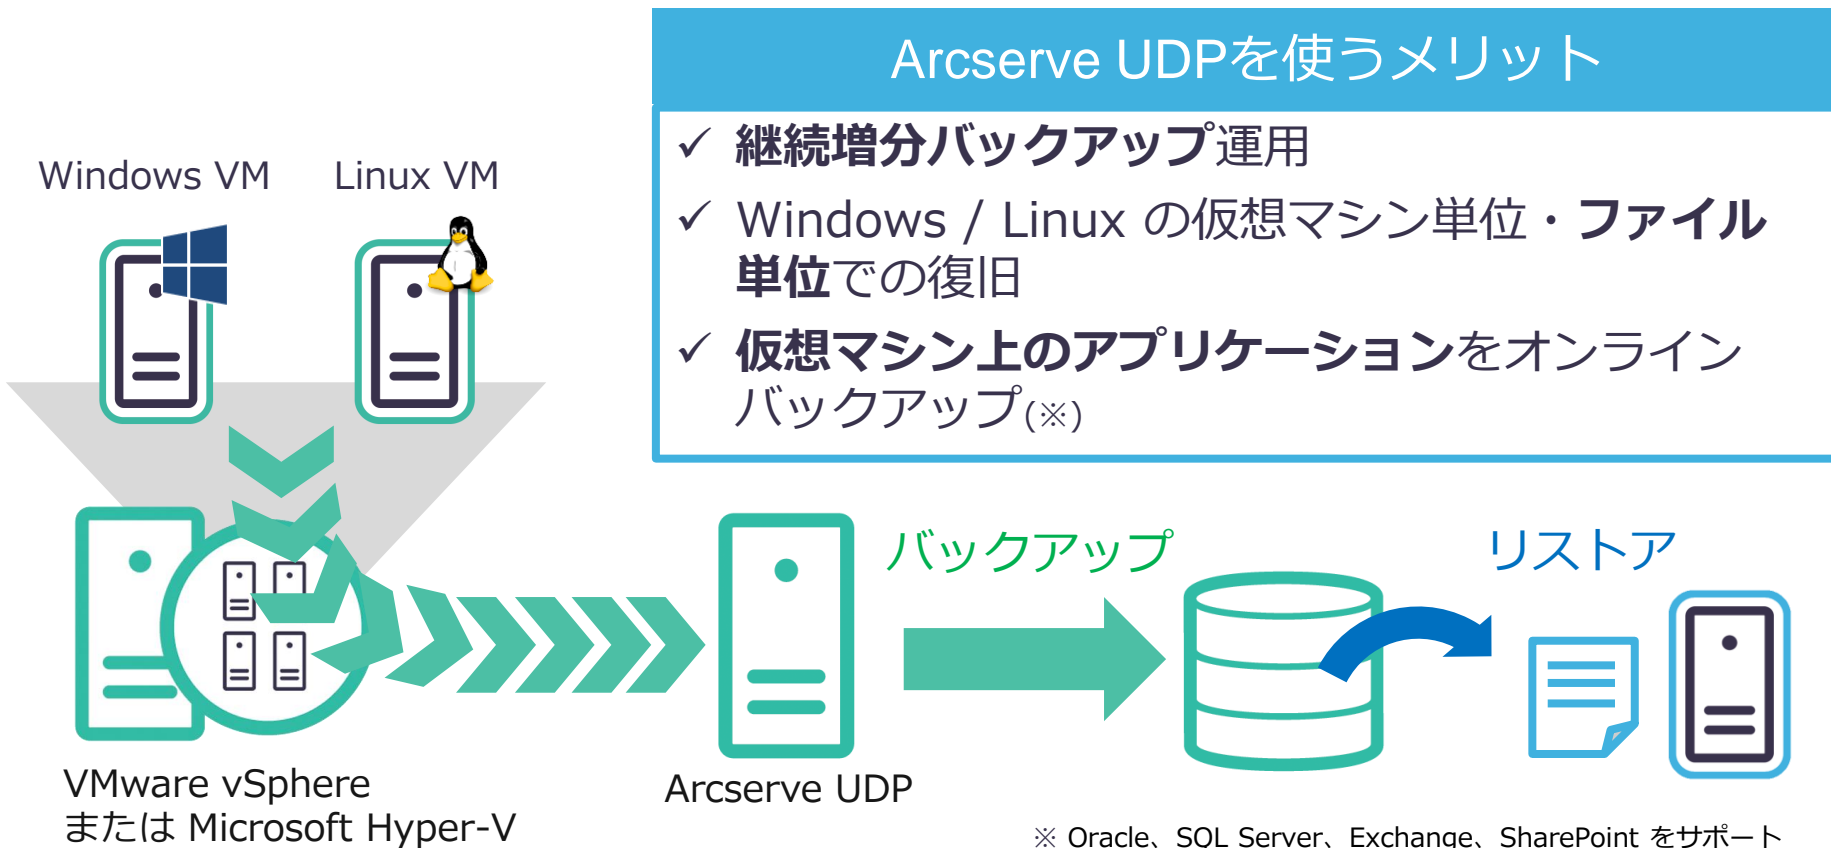 Arcserve UDPを使うメリット
✓ 継続増分バックアップ運用
✓ Windows / Linux の仮想マシン単位・ファイル
単位での復旧
✓ 仮想マシン上のアプリケーションをオンライン
バックアップ(※)
Windows VM
Linux VM
バックアップ
リストア
VMware vSphere
または Microsoft Hyper-V
Arcserve UDP
※ Oracle、SQL Server、Exchange、SharePoint をサポート